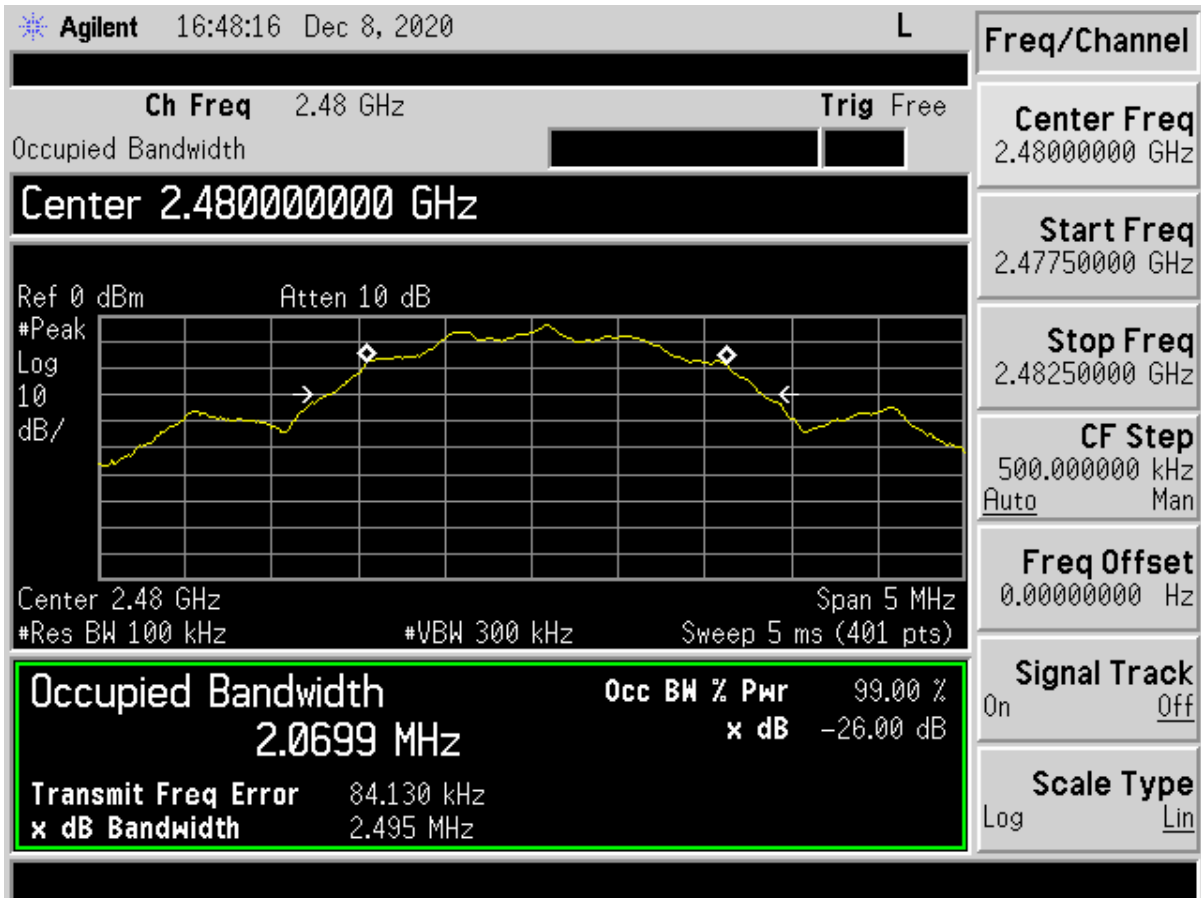 Agilent 16:48:16 Dec 8, 2020 L
Freq/Channel
Ch Freq 2.48 GHz Trig Free
Occupied Bandwidth
Center 2.480000000 GHz
Ref 0 dBm Atten 10 dB
#Peak
Log
10
dB/
Center 2.48 GHz Span 5 MHz
#Res BW 100 kHz #VBW 300 kHz Sweep 5 ms (401 pts)
Occupied Bandwidth Occ BW % Pwr 99.00 %
2.0699 MHz x dB -26.00 dB
Transmit Freq Error 84.130 kHz
x dB Bandwidth 2.495 MHz
Center Freq
2.48000000 GHz
Start Freq
2.47750000 GHz
Stop Freq
2.48250000 GHz
CF Step
500.000000 kHz
Auto Man
Freq Offset
0.00000000 Hz
Signal Track
On Off
Scale Type
Log Lin